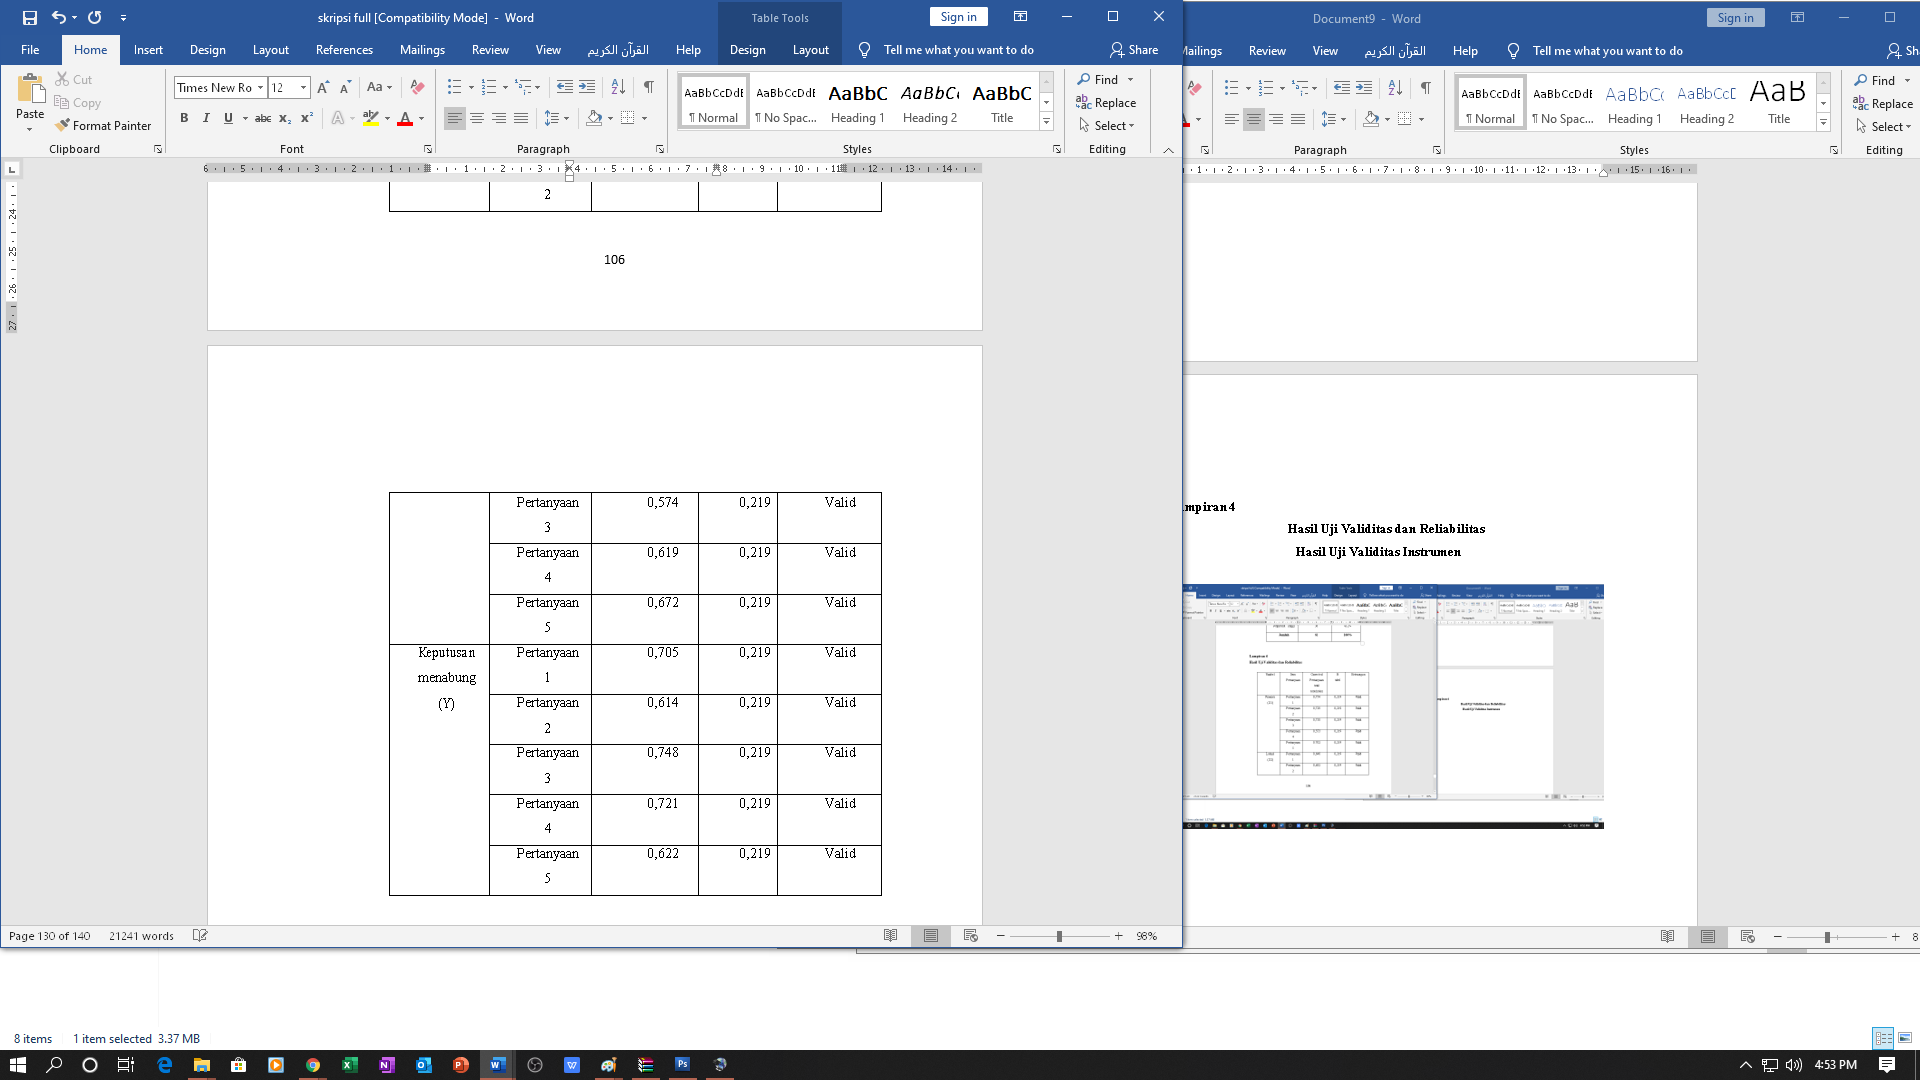 skripsi full [Compatibility Mode] - Word
Table Tools
Sign in
File Home Insert Design Layout References Mailings Review View القرآن الكريم Help Design Layout Tell me what you want to do Share
Paste
Cut
Copy
Format Painter
Clipboard
Times New Ro 12
Font
Paragraph
AaBbCcDdE AaBbCcDdE AaBbC AaBbC AaBbC
¶ Normal ¶ No Spac... Heading 1 Heading 2 Title
Styles
Find
Replace
Select
Editing
2
106
Pertanyaan 3 0,574 0,219 Valid
Pertanyaan 4 0,619 0,219 Valid
Pertanyaan 5 0,672 0,219 Valid
Keputusan menabung (Y) Pertanyaan 1 0,705 0,219 Valid
Pertanyaan 2 0,614 0,219 Valid
Pertanyaan 3 0,748 0,219 Valid
Pertanyaan 4 0,721 0,219 Valid
Pertanyaan 5 0,622 0,219 Valid
Page 130 of 140 21241 words
98%
Document9 - Word
Sign in
Mailings Review View القرآن الكريم Help Tell me what you want to do
Paragraph
¶ Normal ¶ No Spac... Heading 1 Heading 2 Title
Styles
Find
Replace
Select
Editing
mpiran 4
Hasil Uji Validitas dan Reliabilitas
Hasil Uji Validitas Instrumen
8 items 1 item selected 3.37 MB
4:53 PM